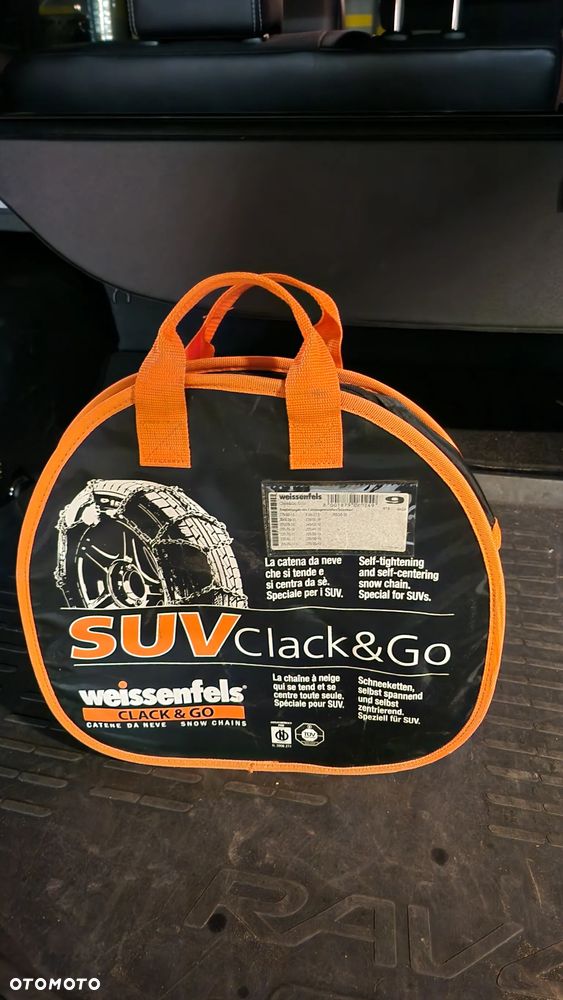 weissenfels
9
La catena da neve
che si tende e
si centra da sè.
Speciale per i SUV.
Self-tightening
and self-centering
snow chain.
Special for SUVs.
SUV Clack&Go
weissenfels®
CLACK & GO
CATENE DA NEVE SNOW CHAINS
La chaîne à neige
qui se tend et se
centre toute seule.
Spéciale pour SUV.
Schneeketten,
selbst spannend
und selbst
zentrierend.
Speziell für SUV.
TÜV
RAV
OTOMOTO